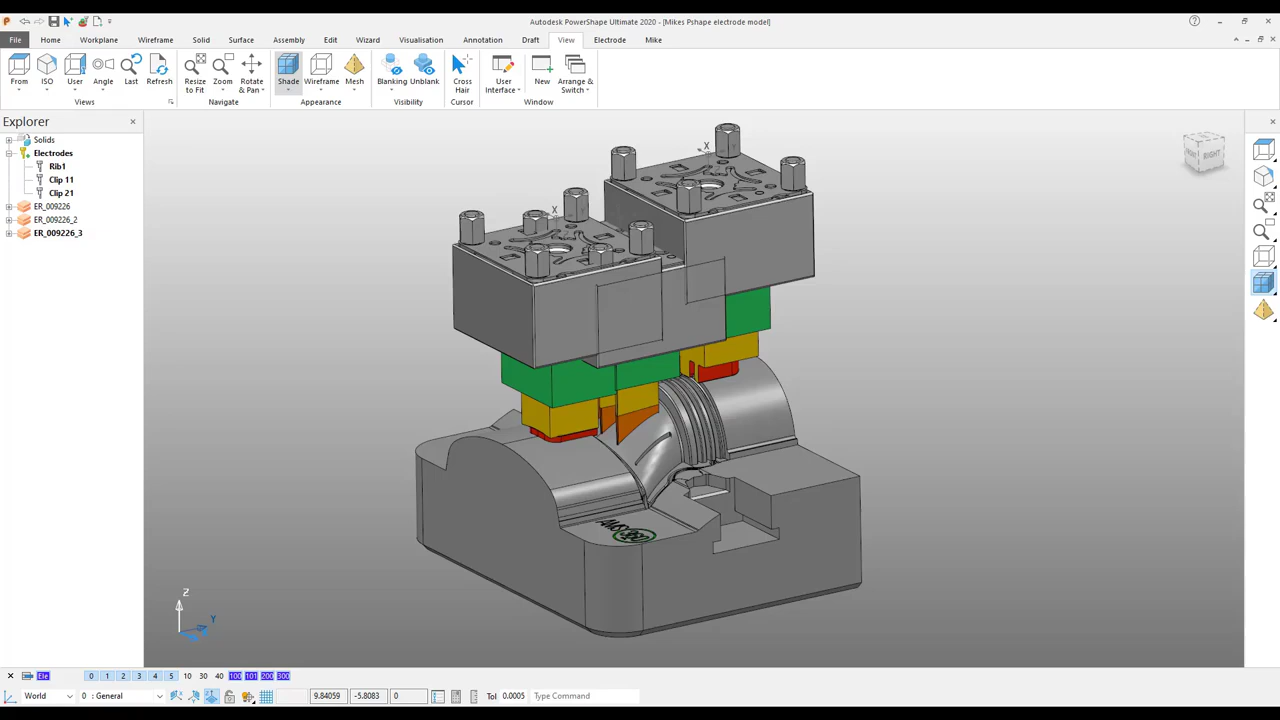 Autodesk PowerShape Ultimate 2020 - [Mikes Pshape electrode model]
File Home Workplane Wireframe Solid Surface Assembly Edit Wizard Visualisation Annotation Draft View Electrode Mike
Front ISO User Angle Last Refresh Resize to Fit Zoom Rotate & Pan Shade Wireframe Mesh Blanking Unblank Cross Hair User Interface New Arrange & Switch
Views Navigate Appearance Visibility Cursor Window
Explorer
Solids
Electrodes
Rib1
Clip 11
Clip 21
ER_009226
ER_009226_2
ER_009226_3
X
X
RIGHT
Z
Y
Ele 0 1 2 3 4 5 10 20 30 40 100 101 200 300
World 0 : General 9.84059 -5.8083 0 Tol 0.0005 Type Command